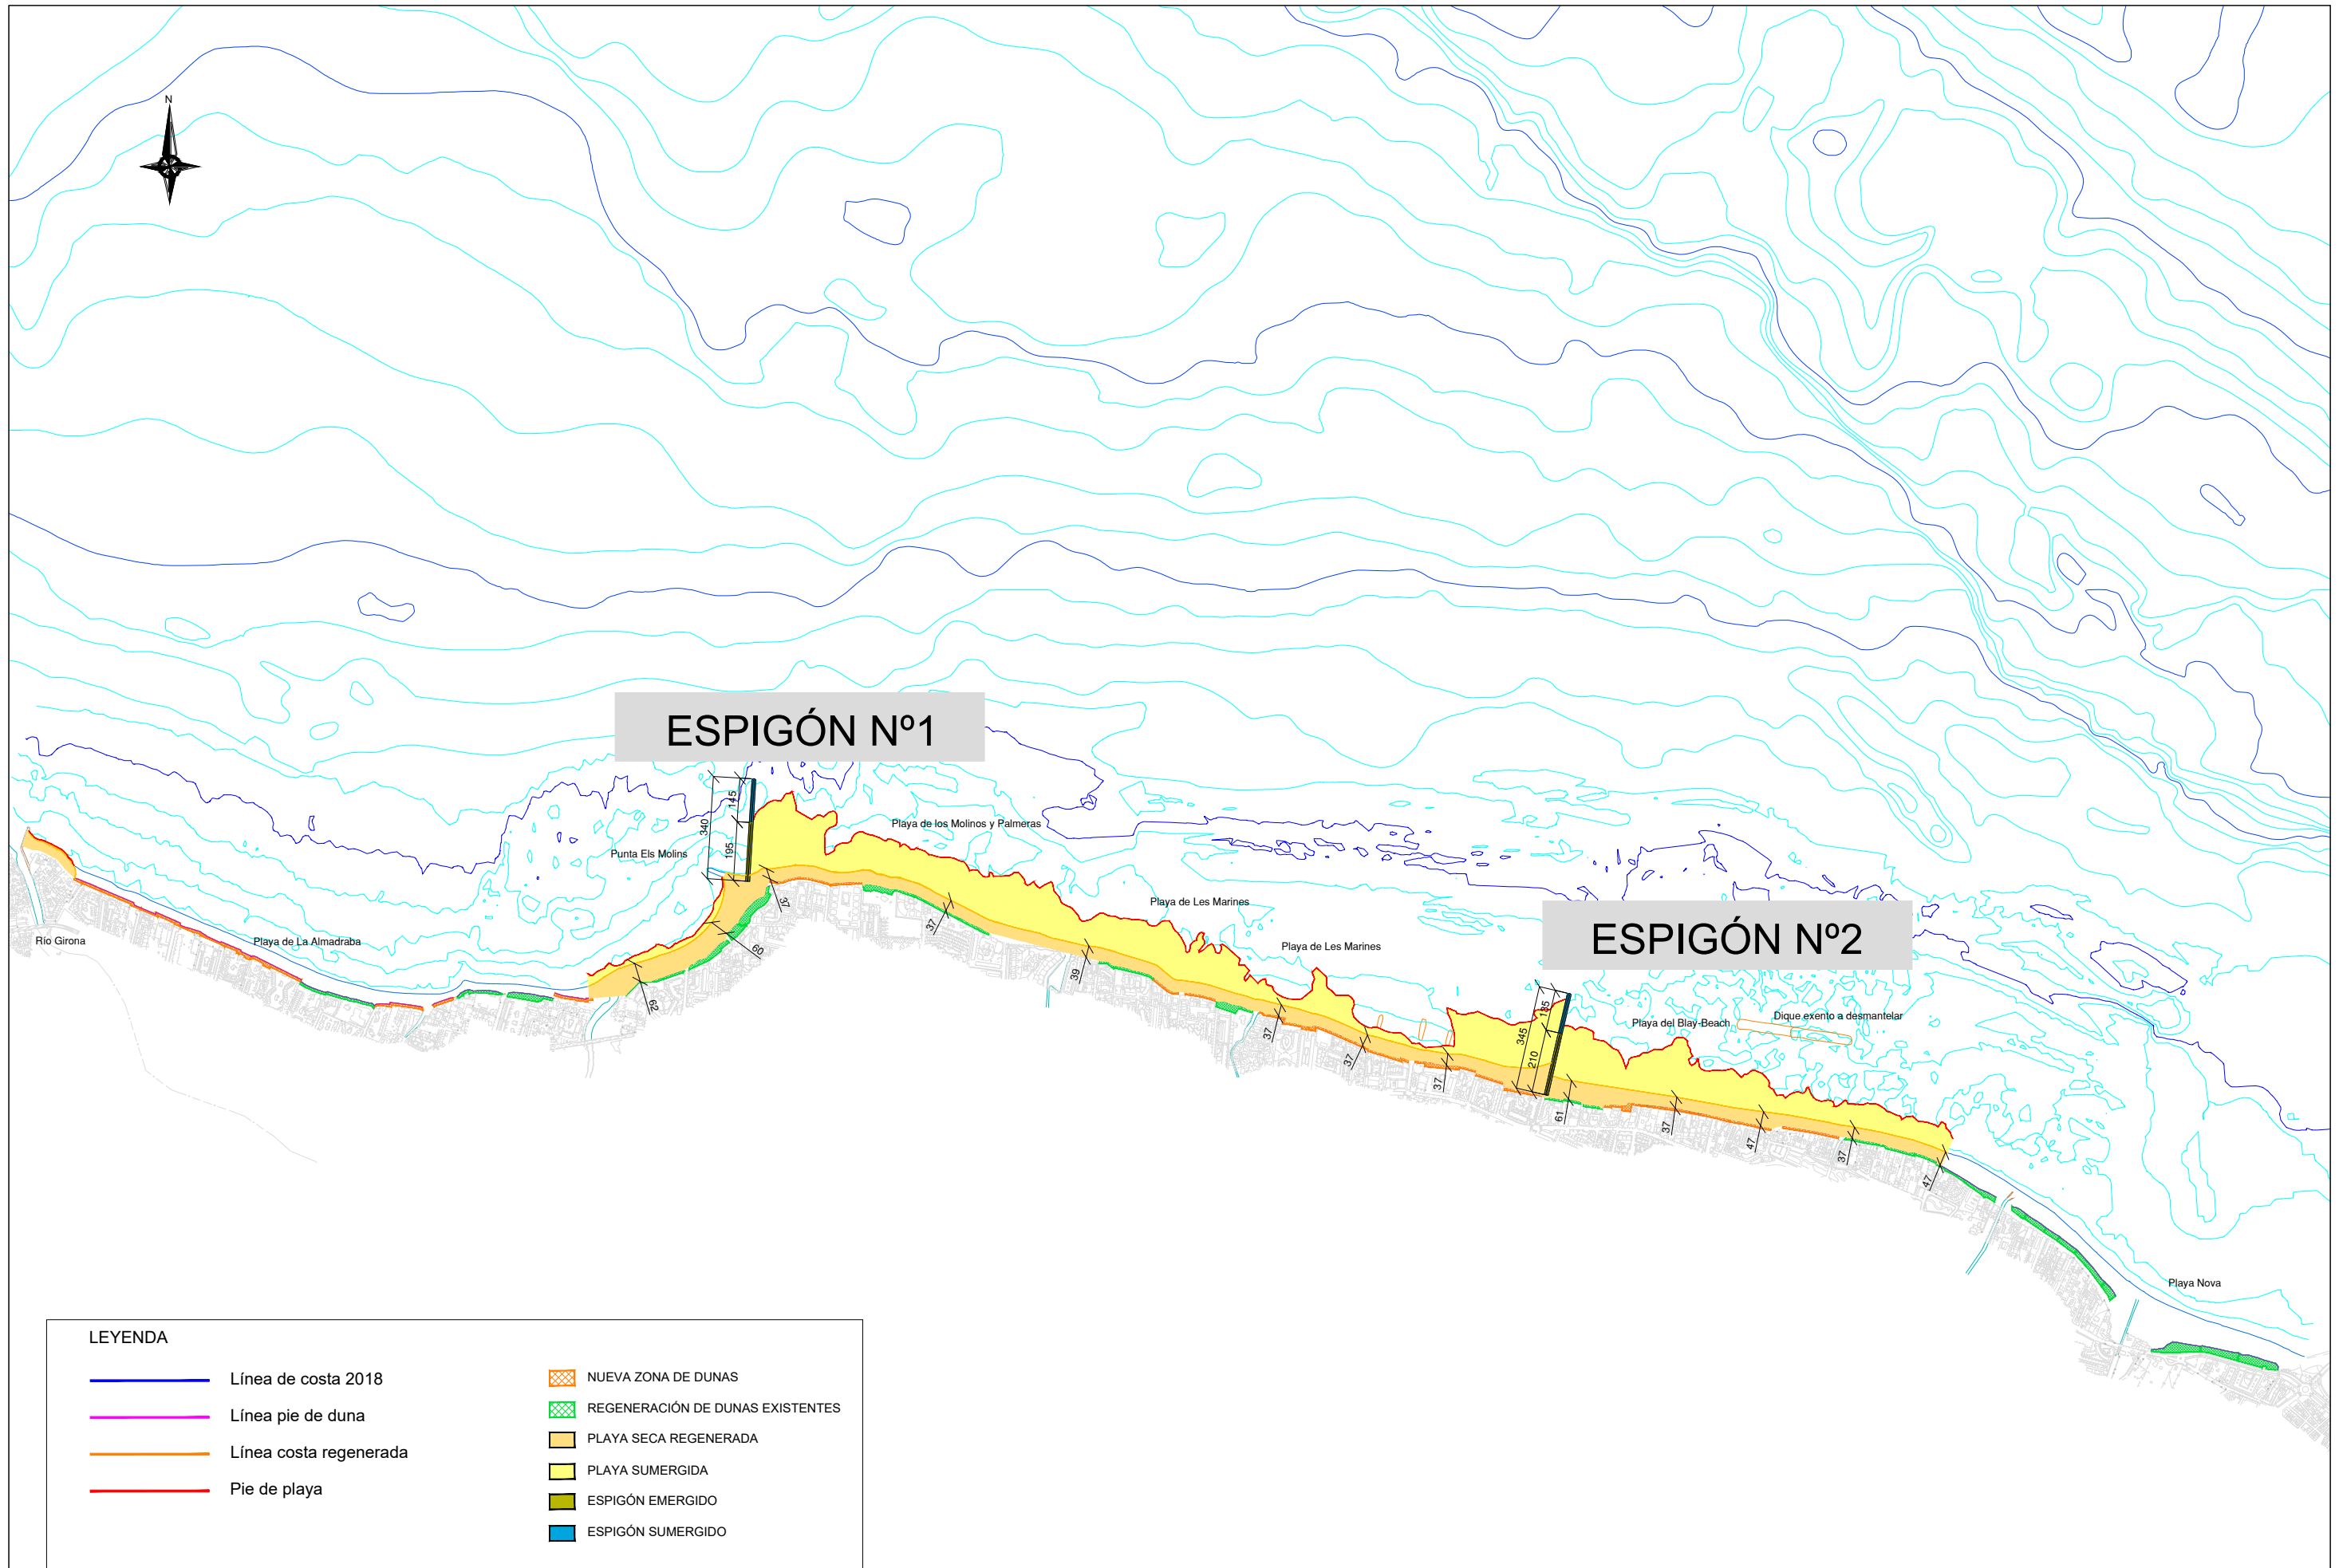 N
ESPIGÓN Nº1
340
145
195
Punta Els Molins
Playa de los Molinos y Palmeras
37
37
Playa de Les Marines
ESPIGÓN Nº2
Río Girona
Playa de La Almadraba
60
62
39
Playa de Les Marines
37
37
37
345
135
210
61
Playa del Blay-Beach
Dique exento a desmantelar
37
47
37
47
Playa Nova
LEYENDA
Línea de costa 2018
Línea pie de duna
Línea costa regenerada
Pie de playa
NUEVA ZONA DE DUNAS
REGENERACIÓN DE DUNAS EXISTENTES
PLAYA SECA REGENERADA
PLAYA SUMERGIDA
ESPIGÓN EMERGIDO
ESPIGÓN SUMERGIDO